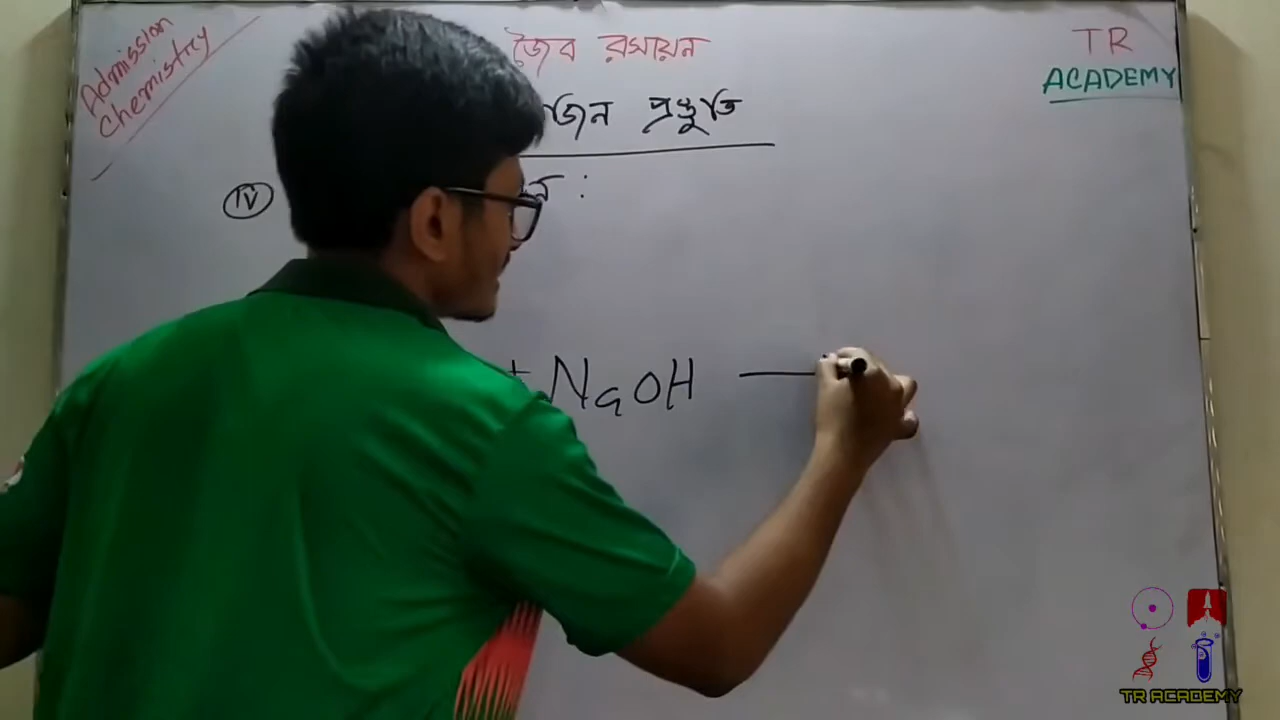 Admission
Chemistry
জৈব রসায়ন
TR
ACADEMY
প্রস্তুতি
IV :
+ NaOH
TR ACADEMY